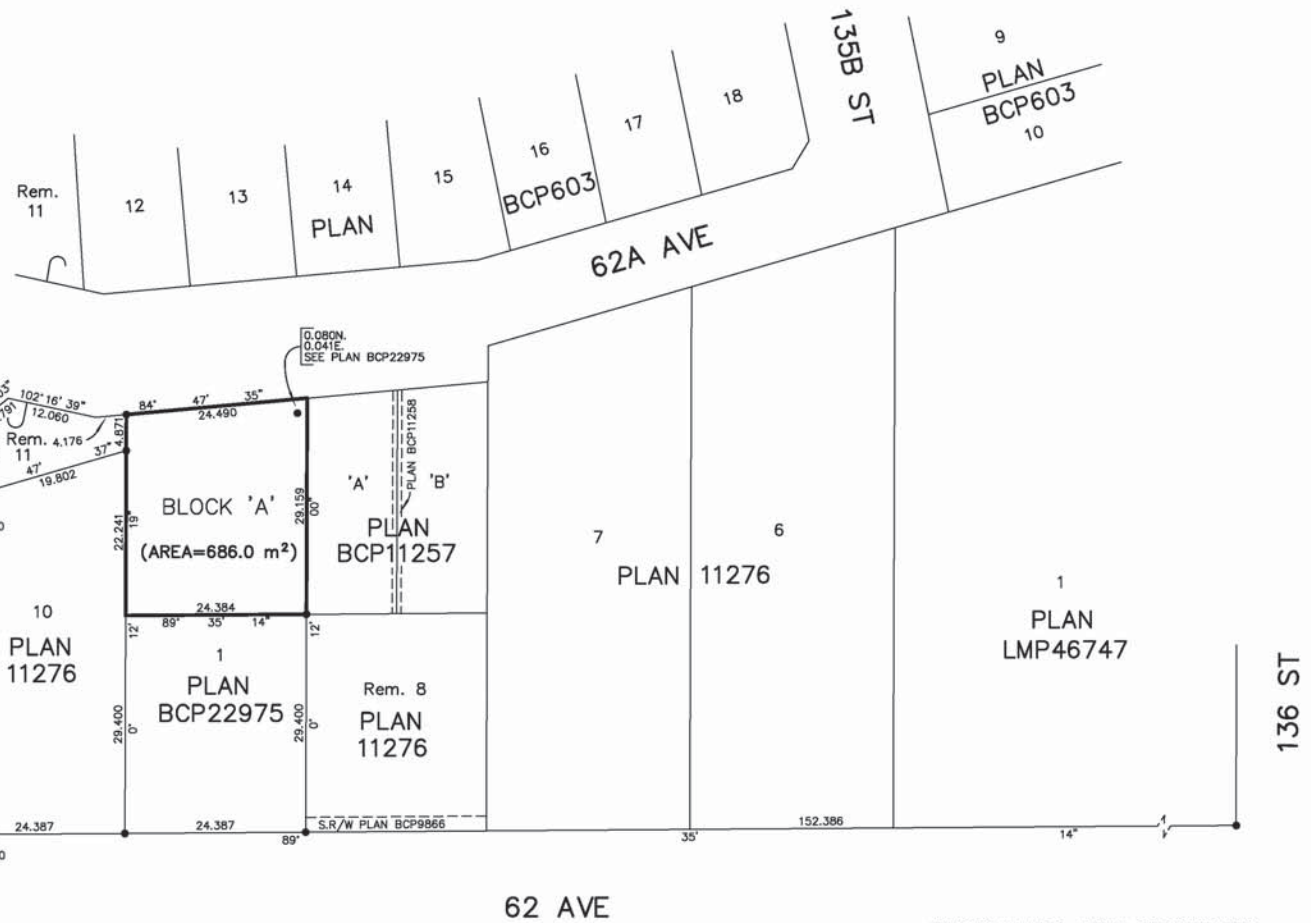 135B ST
9
PLAN
BCP603
10
18
17
16
BCP603
15
14
PLAN
13
12
Rem.
11
62A AVE
0.080N.
0.041E.
SEE PLAN BCP22975
102° 16' 39"
12.060
Rem.
11
4.176
4.871
84° 47' 35"
24.490
47' 37"
19.802
22.241
19"
BLOCK 'A'
(AREA=686.0 m²)
29.159
00"
24.384
89° 35' 14"
'A'
'B'
PLAN BCP11258
PLAN
BCP11257
7
6
PLAN 11276
1
PLAN
LMP46747
136 ST
10
PLAN
11276
12'
12'
1
PLAN
BCP22975
29.400
0°
29.400
0°
Rem. 8
PLAN
11276
S.R/W PLAN BCP9866
24.387
24.387
152.386
89° 35' 14"
62 AVE